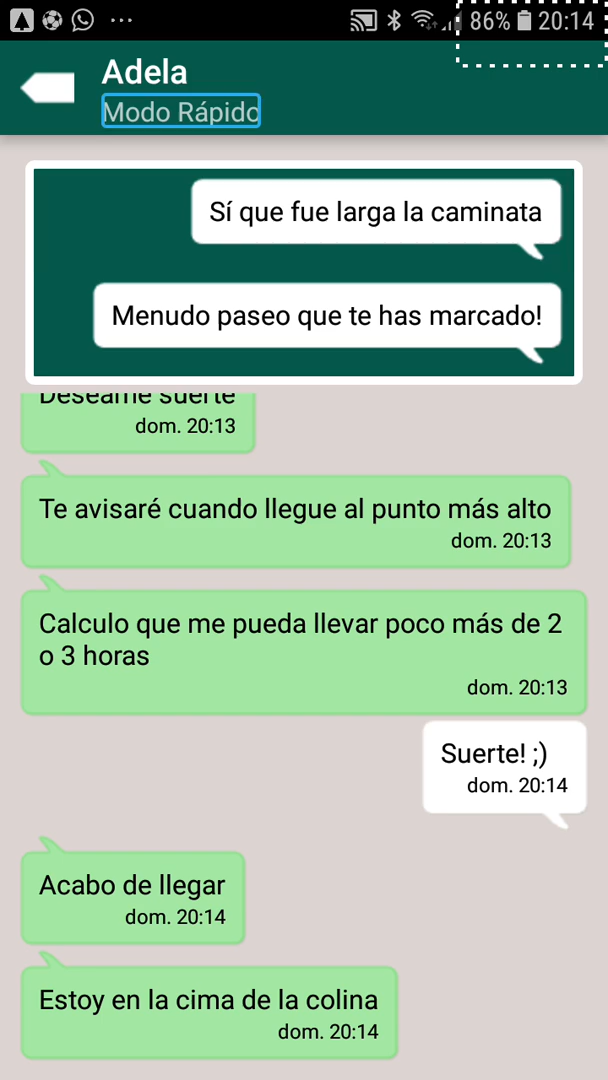 86% 20:14
Adela
Modo Rápido
Sí que fue larga la caminata
Menudo paseo que te has marcado!
Deseame suerte
dom. 20:13
Te avisaré cuando llegue al punto más alto
dom. 20:13
Calculo que me pueda llevar poco más de 2
o 3 horas
dom. 20:13
Suerte! ;)
dom. 20:14
Acabo de llegar
dom. 20:14
Estoy en la cima de la colina
dom. 20:14